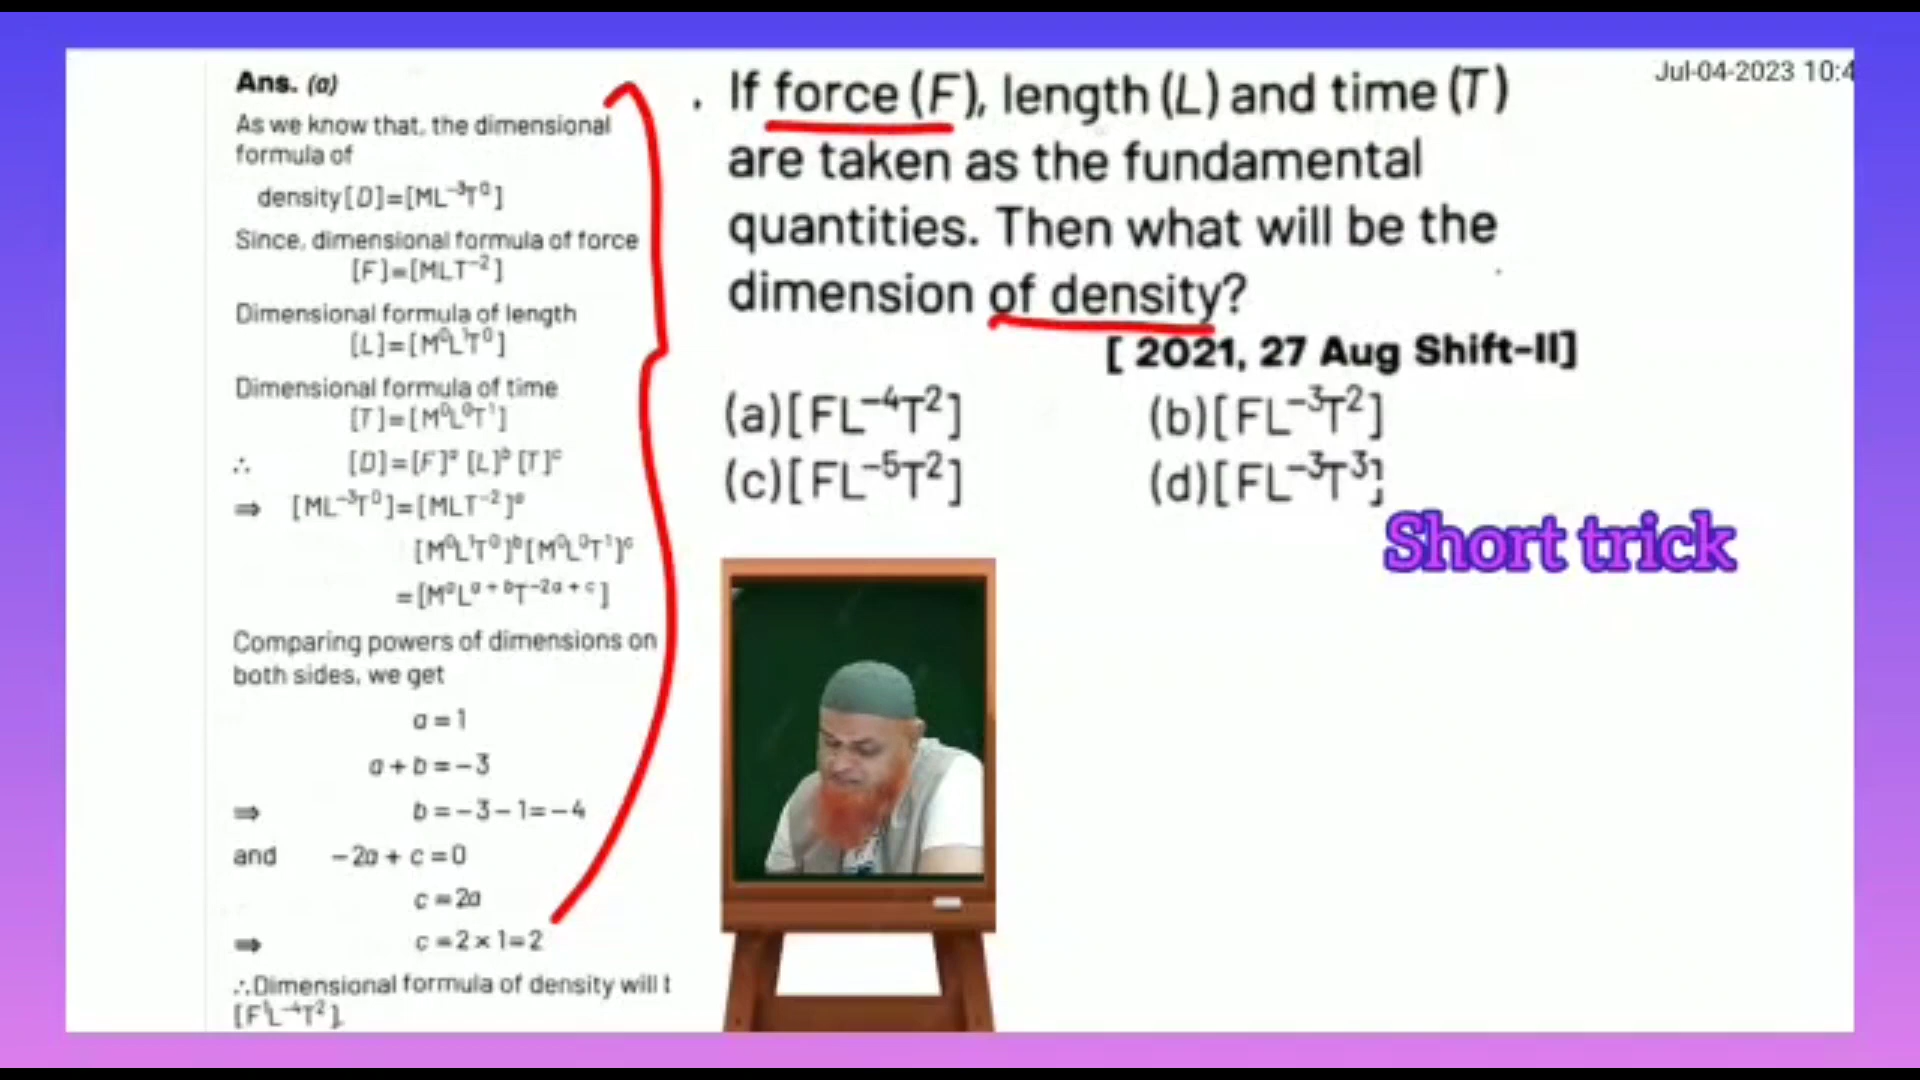 Ans. (a)
As we know that, the dimensional
formula of
density[D]=[ML⁻³T⁰]
Since, dimensional formula of force
[F]=[MLT⁻²]
Dimensional formula of length
[L]=[M⁰L¹T⁰]
Dimensional formula of time
[T]=[M⁰L⁰T¹]
∴ [D]=[F]ᵃ [L]ᵇ [T]ᶜ
⇒ [ML⁻³T⁰]=[MLT⁻²]ᵃ
[M⁰L¹T⁰]ᵇ[M⁰L⁰T¹]ᶜ
=[MᵃLᵃ⁺ᵇT⁻²ᵃ⁺ᶜ]
Comparing powers of dimensions on
both sides, we get
a=1
a+b=-3
⇒ b=-3-1=-4
and -2a+c=0
c=2a
⇒ c=2×1=2
∴Dimensional formula of density will
[F¹L⁻⁴T²].
Jul-04-2023 10:4
. If force (F), length (L) and time (T)
are taken as the fundamental
quantities. Then what will be the
dimension of density?
[ 2021, 27 Aug Shift-II]
(a)[FL⁻⁴T²] (b)[FL⁻³T²]
(c)[FL⁻⁵T²] (d)[FL⁻³T³]
Short trick